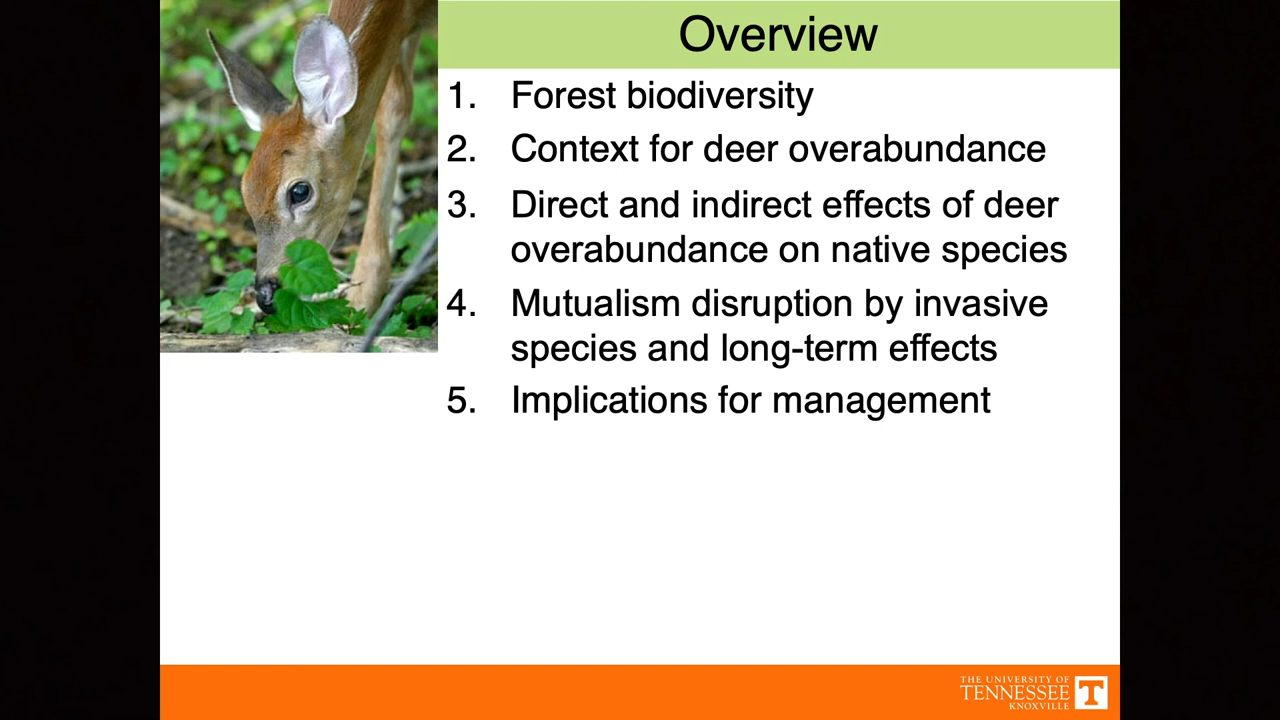 Overview
1. Forest biodiversity
2. Context for deer overabundance
3. Direct and indirect effects of deer
overabundance on native species
4. Mutualism disruption by invasive
species and long-term effects
5. Implications for management
THE UNIVERSITY OF
TENNESSEE
KNOXVILLE
T